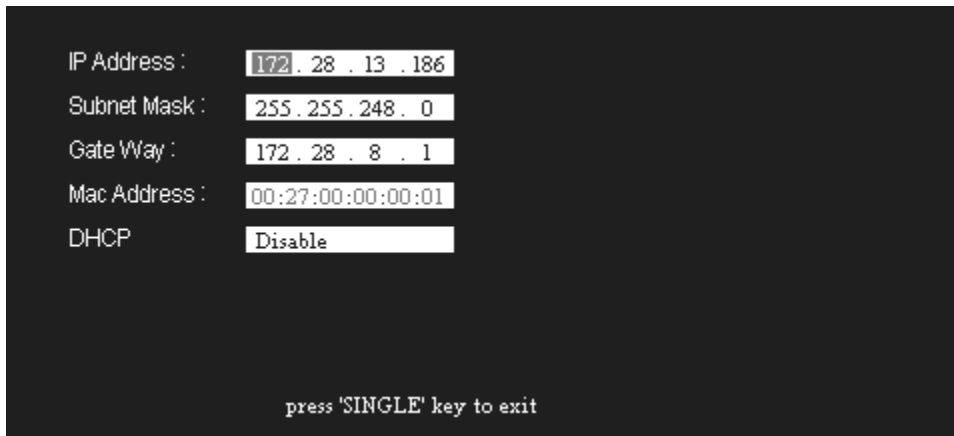 IP Address : 172 . 28 . 13 . 186
Subnet Mask : 255 . 255 . 248 . 0
Gate Way : 172 . 28 . 8 . 1
Mac Address : 00:27:00:00:00:01
DHCP Disable
press 'SINGLE' key to exit